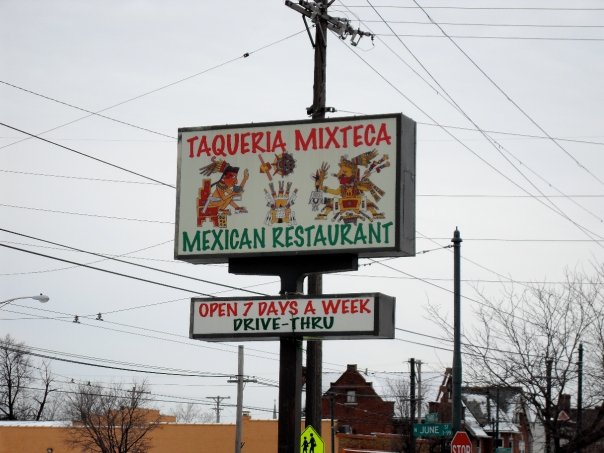 TAQUERIA MIXTECA
MEXICAN RESTAURANT
OPEN 7 DAYS A WEEK
DRIVE-THRU
JUNE
STOP